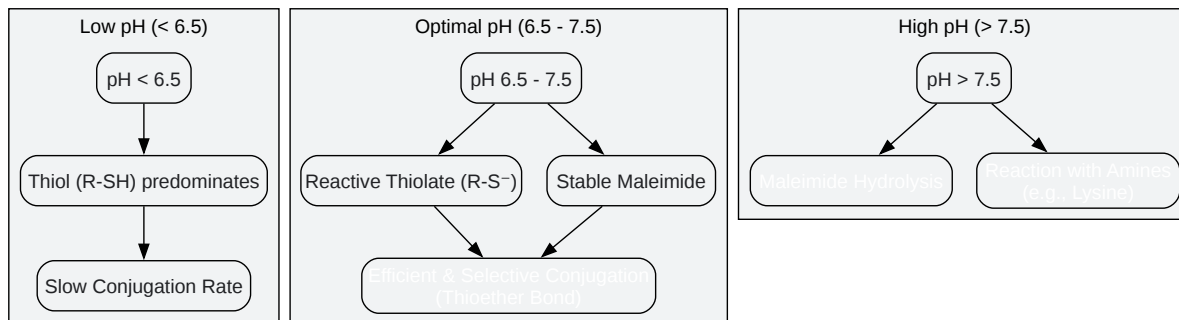 Low pH (< 6.5)
pH < 6.5
Thiol (R-SH) predominates
Slow Conjugation Rate
Optimal pH (6.5 - 7.5)
pH 6.5 - 7.5
Reactive Thiolate (R-S⁻)
Stable Maleimide
Efficient & Selective Conjugation
(Thioether Bond)
High pH (> 7.5)
pH > 7.5
Maleimide Hydrolysis
Reaction with Amines
(e.g., Lysine)